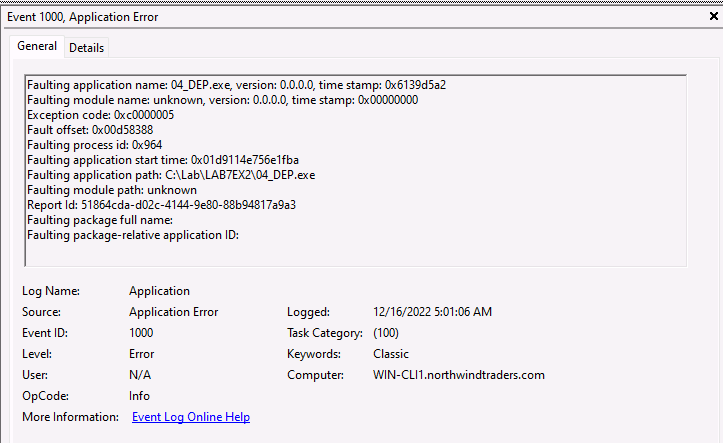 Event 1000, Application Error
General Details
Faulting application name: 04_DEP.exe, version: 0.0.0.0, time stamp: 0x6139d5a2
Faulting module name: unknown, version: 0.0.0.0, time stamp: 0x00000000
Exception code: 0xc0000005
Fault offset: 0x00d58388
Faulting process id: 0x964
Faulting application start time: 0x01d9114e756e1fba
Faulting application path: C:\Lab\LAB7EX2\04_DEP.exe
Faulting module path: unknown
Report Id: 51864cda-d02c-4144-9e80-88b94817a9a3
Faulting package full name:
Faulting package-relative application ID:
Log Name: Application
Source: Application Error Logged: 12/16/2022 5:01:06 AM
Event ID: 1000 Task Category: (100)
Level: Error Keywords: Classic
User: N/A Computer: WIN-CLI1.northwindtraders.com
OpCode: Info
More Information: Event Log Online Help